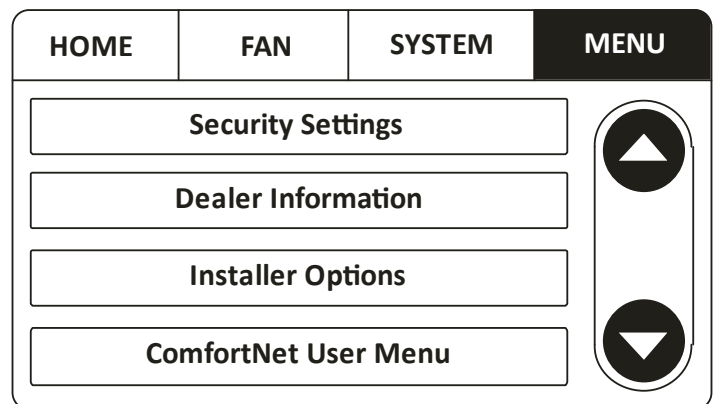 HOME FAN SYSTEM MENU
Security Settings
Dealer Information
Installer Options
ComfortNet User Menu